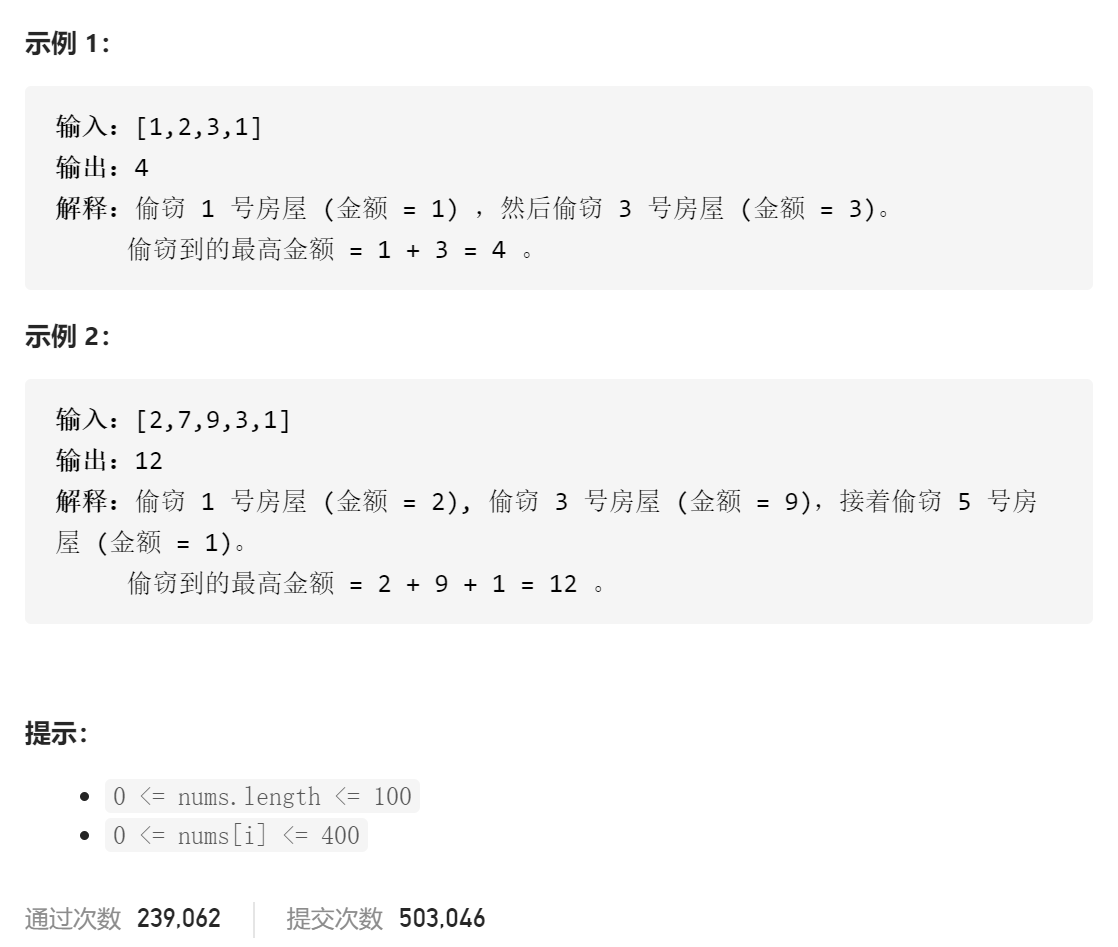 示例 1：
输入：[1,2,3,1]
输出：4
解释：偷窃 1 号房屋 (金额 = 1) ，然后偷窃 3 号房屋 (金额 = 3)。
偷窃到的最高金额 = 1 + 3 = 4 。
示例 2：
输入：[2,7,9,3,1]
输出：12
解释：偷窃 1 号房屋 (金额 = 2), 偷窃 3 号房屋 (金额 = 9)，接着偷窃 5 号房
屋 (金额 = 1)。
偷窃到的最高金额 = 2 + 9 + 1 = 12 。
提示：
0 <= nums.length <= 100
0 <= nums[i] <= 400
通过次数 239,062 提交次数 503,046